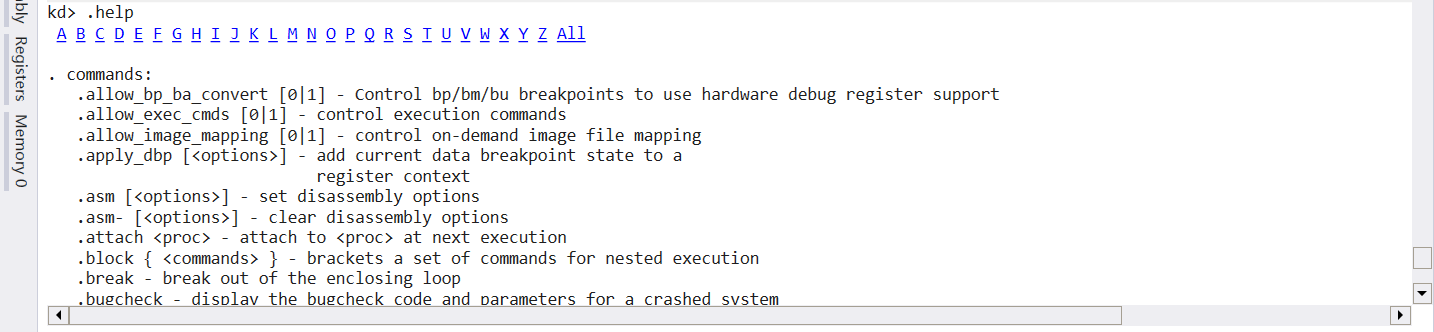 kd> .help
A B C D E F G H I J K L M N O P Q R S T U V W X Y Z All
. commands:
.allow_bp_ba_convert [0|1] - Control bp/bm/bu breakpoints to use hardware debug register support
.allow_exec_cmds [0|1] - control execution commands
.allow_image_mapping [0|1] - control on-demand image file mapping
.apply_dbp [<options>] - add current data breakpoint state to a
register context
.asm [<options>] - set disassembly options
.asm- [<options>] - clear disassembly options
.attach <proc> - attach to <proc> at next execution
.block { <commands> } - brackets a set of commands for nested execution
.break - break out of the enclosing loop
.bugcheck - display the bugcheck code and parameters for a crashed system
bly
Registers
Memory 0